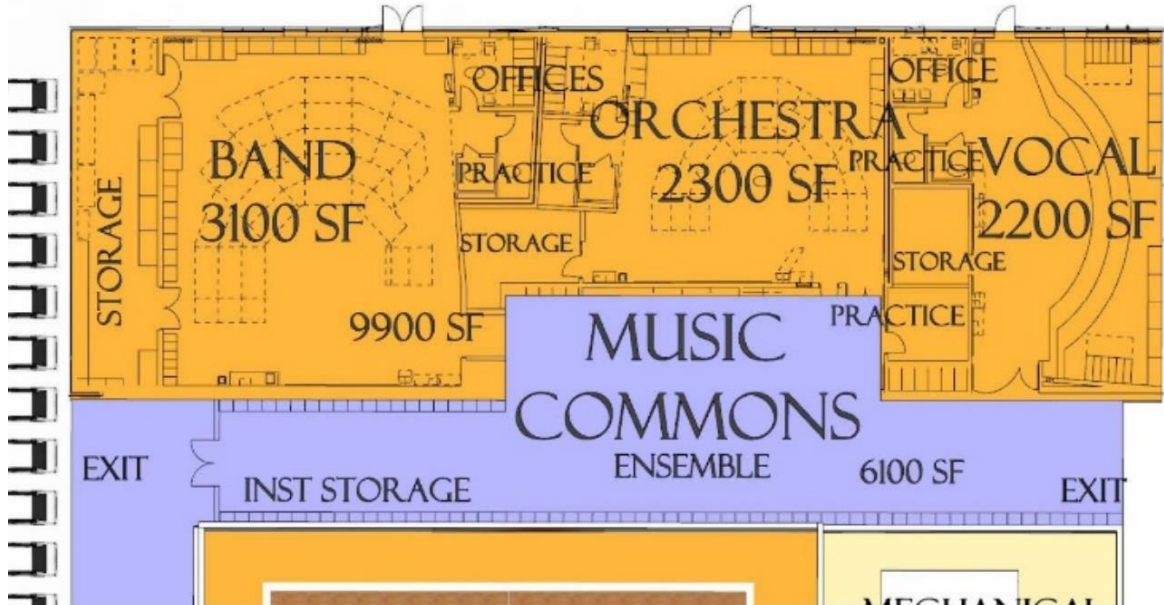 OFFICES
OFFICE
ORCHESTRA
BAND
PRACTICE
PRACTICE
VOCAL
2300 SF
3100 SF
2200 SF
STORAGE
STORAGE
STORAGE
9900 SF
PRACTICE
MUSIC
COMMONS
EXIT
ENSEMBLE
6100 SF
INST STORAGE
EXIT
MECHANICAL